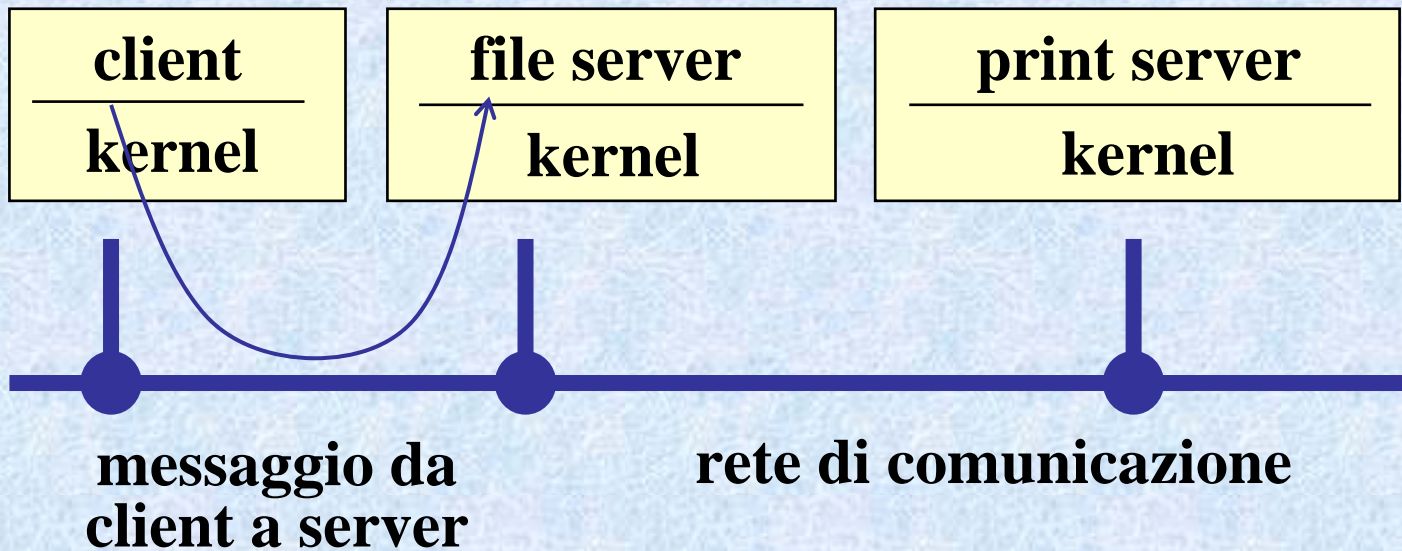 client
kernel
file server
kernel
print server
kernel
messaggio da
client a server
rete di comunicazione